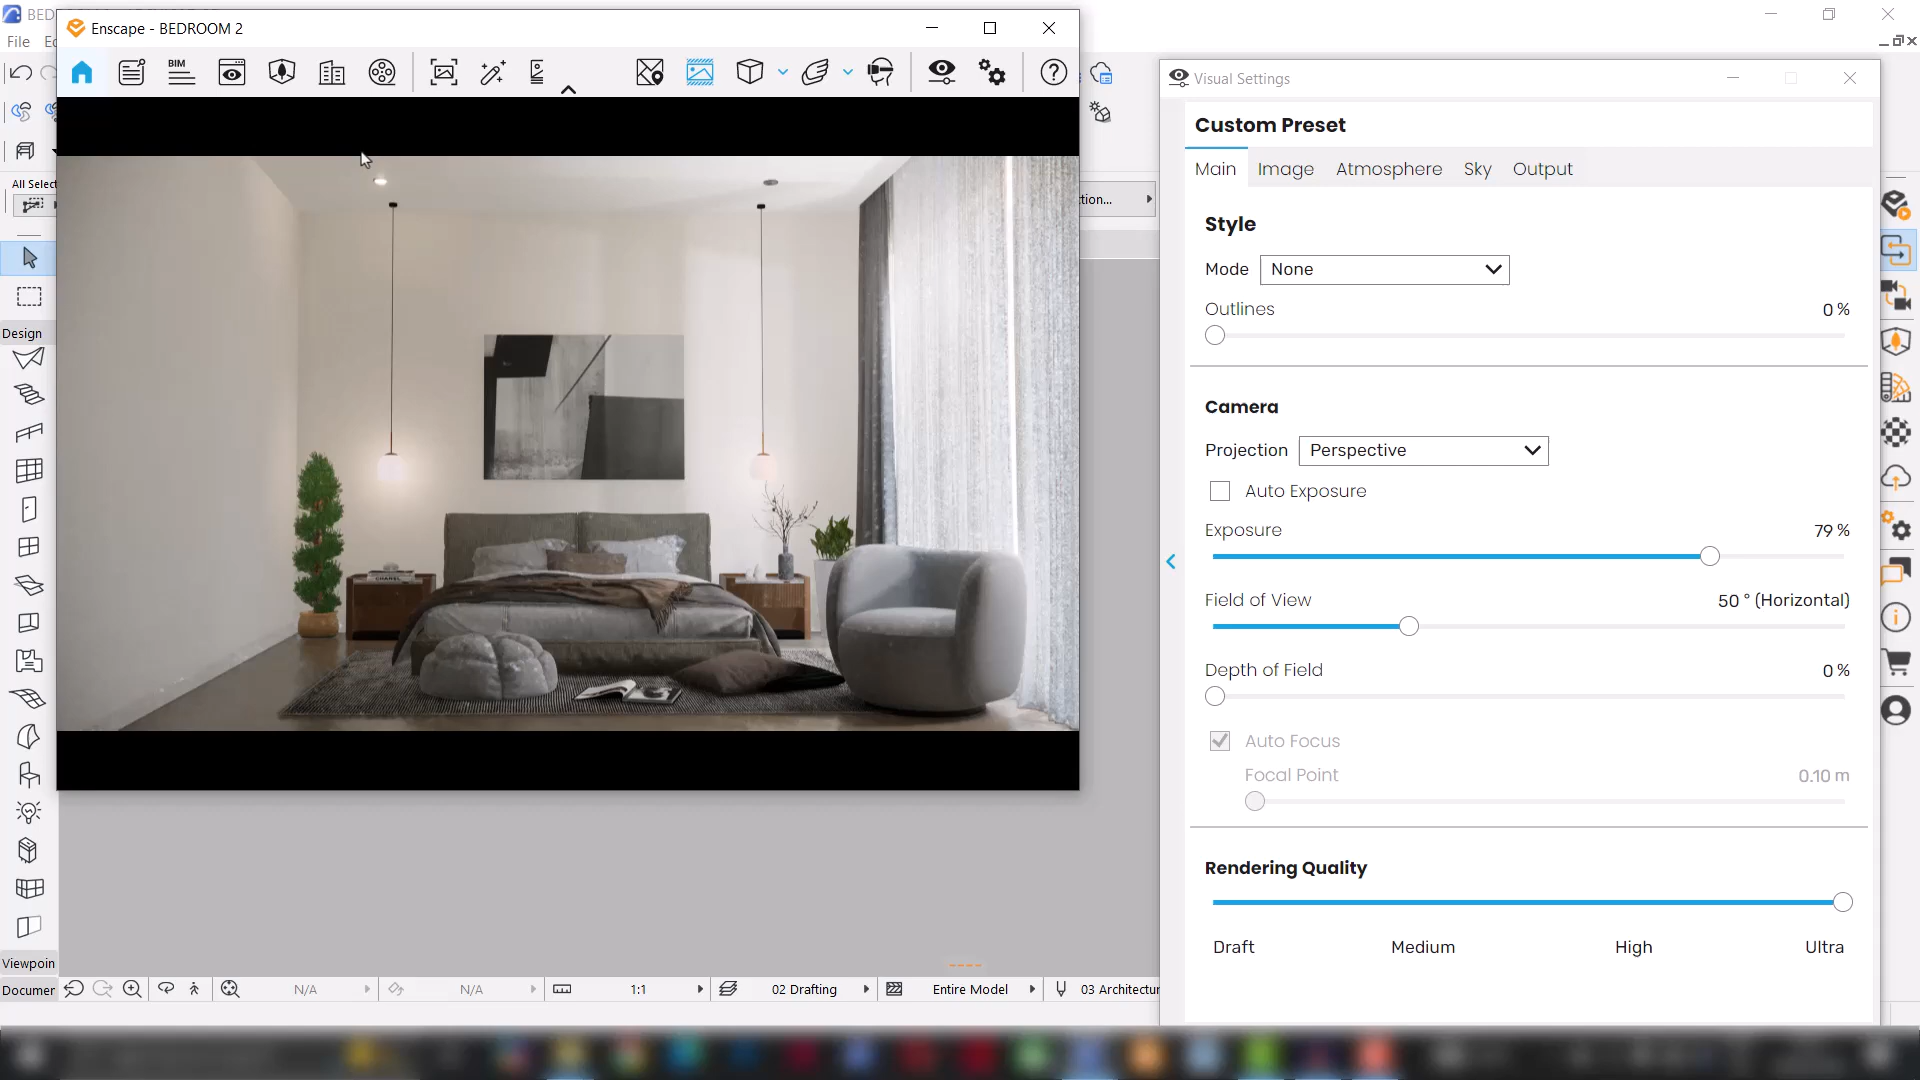 BED
Enscape - BEDROOM 2
File
BIM
Visual Settings
Custom Preset
Main
Image
Atmosphere
Sky
Output
All Select
tion...
Style
Mode
None
Outlines
0 %
Design
Camera
Projection
Perspective
Auto Exposure
Exposure
79 %
CHANEL
Field of View
50 ° (Horizontal)
Depth of Field
0 %
Auto Focus
Focal Point
0.10 m
Rendering Quality
Draft
Medium
High
Ultra
Viewpoin
Documen
N/A
N/A
1:1
02 Drafting
Entire Model
03 Architectur